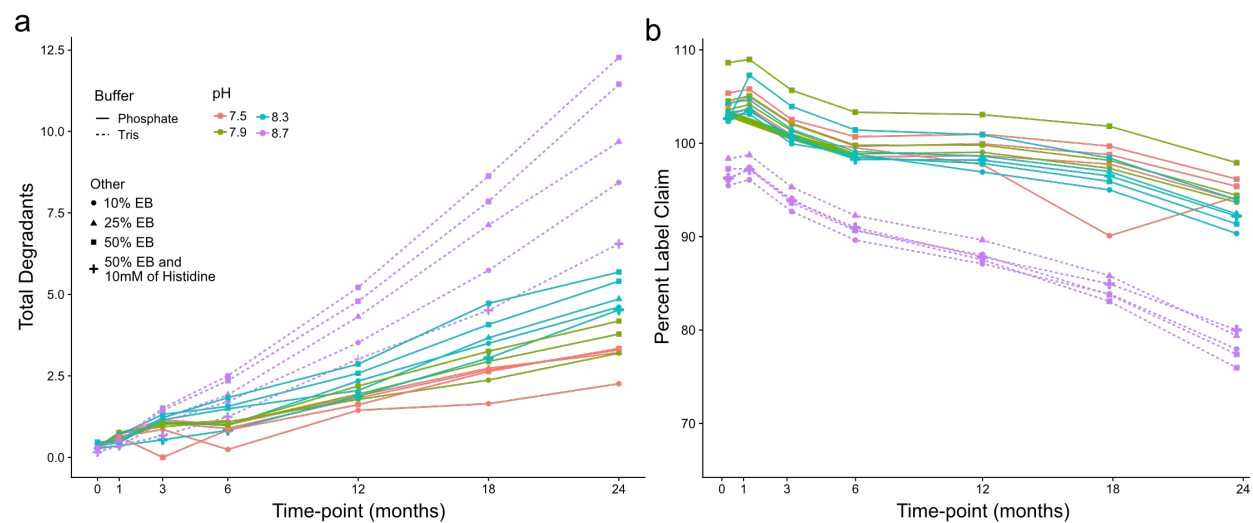 a
Total Degradants
12.5
10.0
7.5
5.0
2.5
0.0
Buffer
Phosphate
Tris
pH
7.5
8.3
7.9
8.7
Other
10% EB
25% EB
50% EB
50% EB and
10mM of Histidine
0 1 3 6 12 18 24
Time-point (months)
b
Percent Label Claim
110
100
90
80
70
0 1 3 6 12 18 24
Time-point (months)